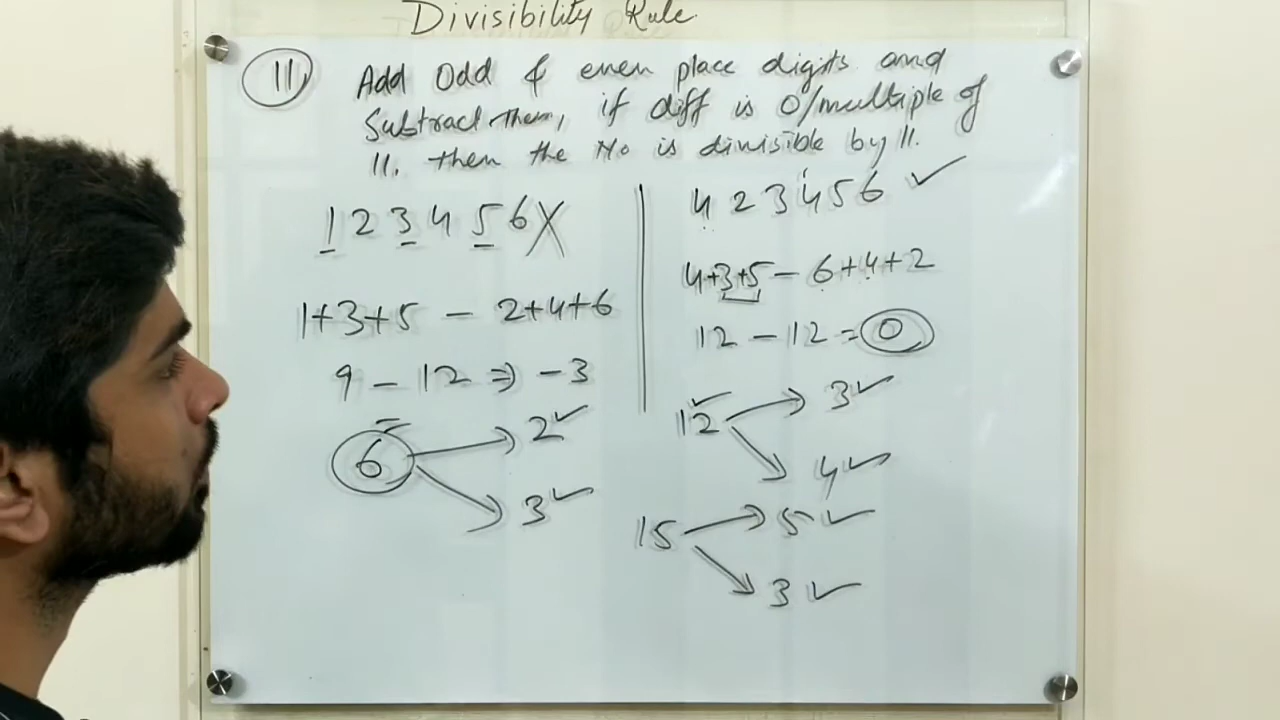 Divisibility Rule.
11 Add Odd & even place digits and
Subtract them, if diff is 0/multiple of
11. then the No is divisible by 11.
1 2 3 4 5 6 X
1+3+5 - 2+4+6
9 - 12 ⇒ -3
6 → 2 ✓
→ 3 ✓
4 2 3 4 5 6 ✓
4+3+5 - 6+4+2
12 - 12 = 0
12 ✓ → 3 ✓
→ 4 ✓
15 → 5 ✓
→ 3 ✓